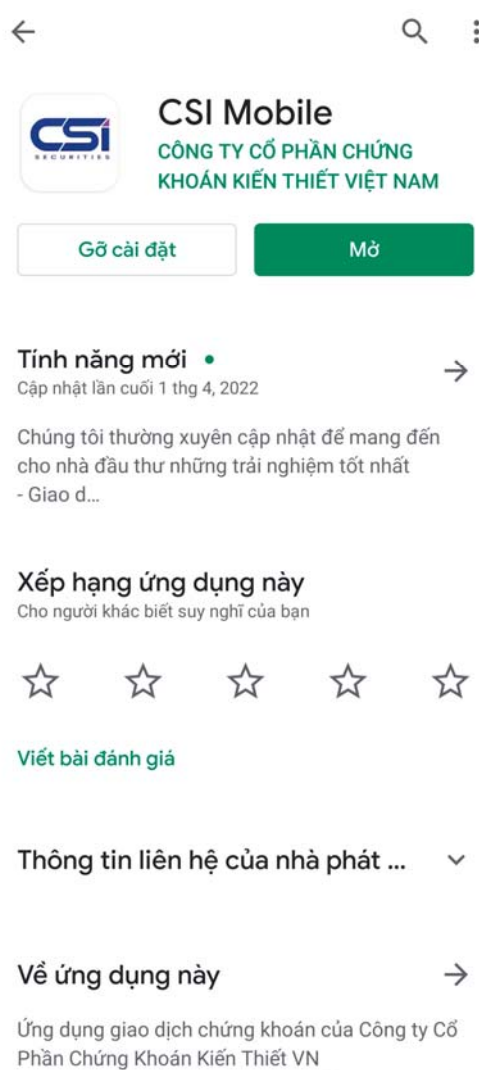 CSI Mobile
CSi
SECURITIES
CÔNG TY CỔ PHẦN CHỨNG
KHOÁN KIẾN THIẾT VIỆT NAM
Gỡ cài đặt
Mở
Tính năng mới
Cập nhật lần cuối 1 thg 4, 2022
Chúng tôi thường xuyên cập nhật để mang đến
cho nhà đầu thư những trải nghiệm tốt nhất
- Giao d...
Xếp hạng ứng dụng này
Cho người khác biết suy nghĩ của bạn
Viết bài đánh giá
Thông tin liên hệ của nhà phát ...
Về ứng dụng này
Ứng dụng giao dịch chứng khoán của Công ty Cổ
Phần Chứng Khoán Kiến Thiết VN